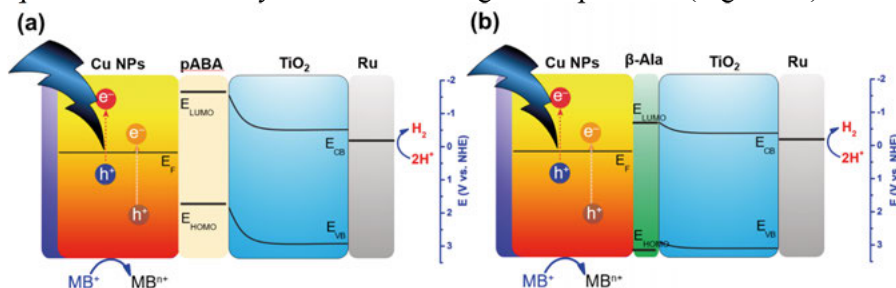 (a)
Cu NPs pABA TiO2 Ru
e⁻
e⁻
h⁺
h⁺
E_F
E_LUMO
E_HOMO
E_CB
E_VB
H2
2H⁺
-2
-1
0
1
2
3
E (V vs. NHE)
MB⁺ MBⁿ⁺
(b)
Cu NPs β-Ala TiO2 Ru
e⁻
e⁻
h⁺
h⁺
E_F
E_LUMO
E_HOMO
E_CB
E_VB
H2
2H⁺
-2
-1
0
1
2
3
E (V vs. NHE)
MB⁺ MBⁿ⁺